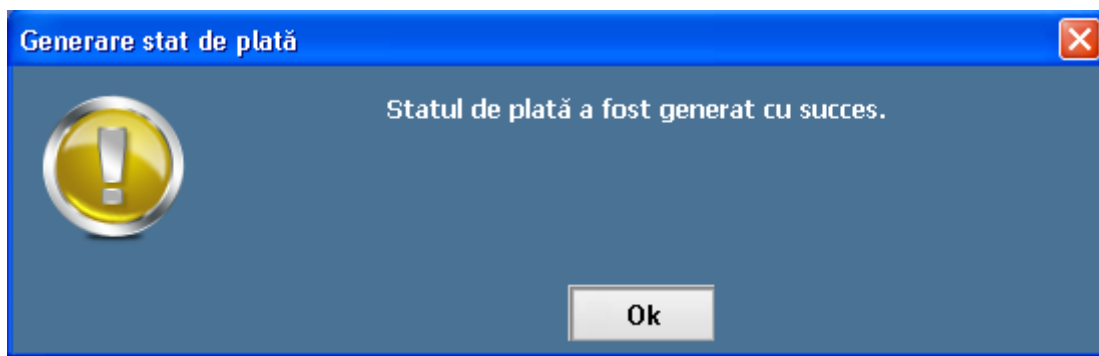 Generare stat de plată
Statul de plată a fost generat cu succes.
Ok